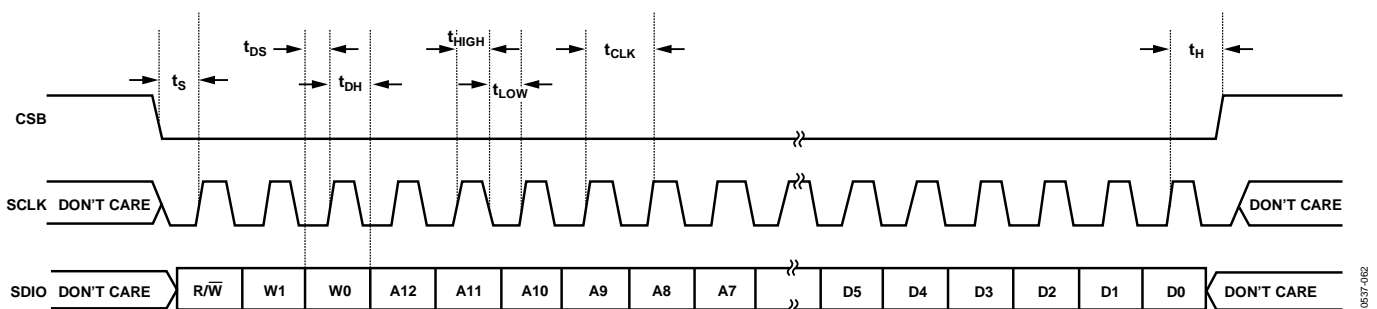 tDS
tHIGH
tCLK
tH
tS
tDH
tLOW
CSB
SCLK DON'T CARE
DON'T CARE
SDIO DON'T CARE R/W̅ W1 W0 A12 A11 A10 A9 A8 A7 D5 D4 D3 D2 D1 D0 DON'T CARE
0537-062